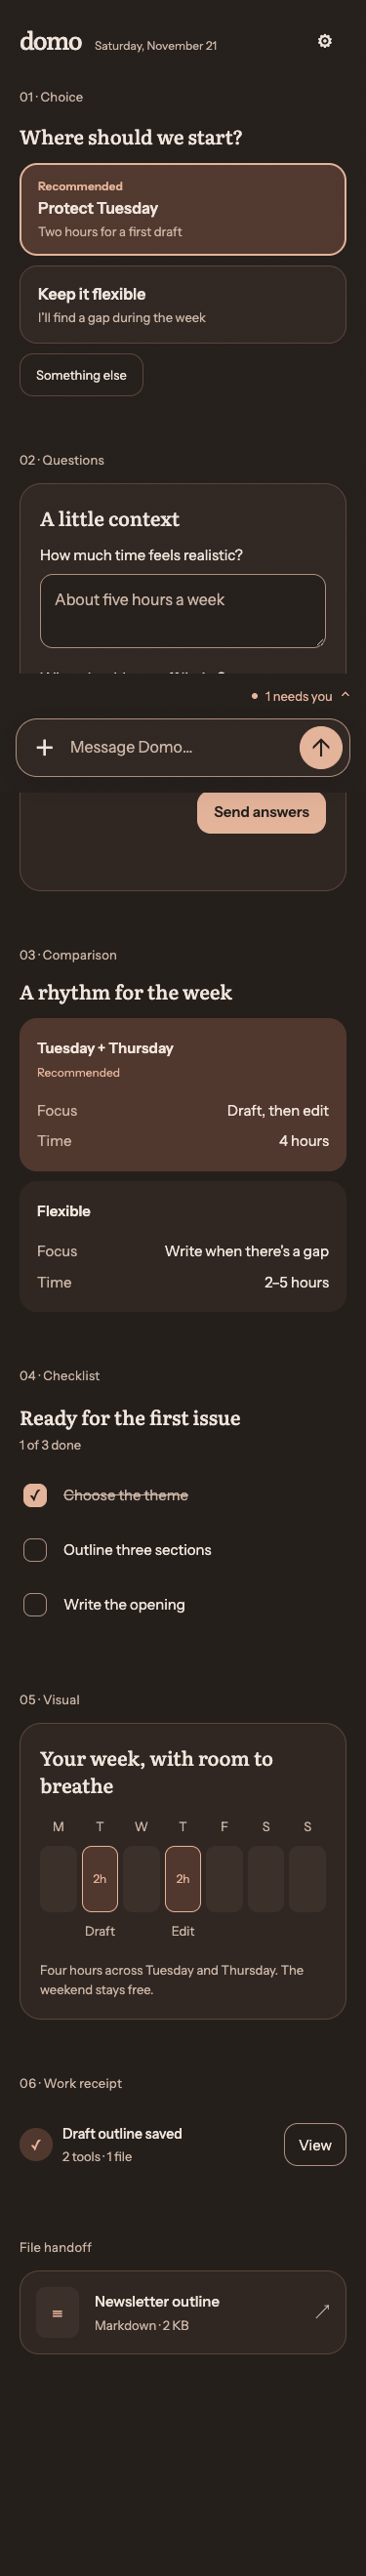 domo
Saturday, November 21
01 · Choice
Where should we start?
Recommended
Protect Tuesday
Two hours for a first draft
Keep it flexible
I'll find a gap during the week
Something else
02 · Questions
A little context
How much time feels realistic?
About five hours a week
1 needs you
Message Domo...
Send answers
03 · Comparison
A rhythm for the week
Tuesday + Thursday
Recommended
Focus Draft, then edit
Time 4 hours
Flexible
Focus Write when there's a gap
Time 2–5 hours
04 · Checklist
Ready for the first issue
1 of 3 done
Choose the theme
Outline three sections
Write the opening
05 · Visual
Your week, with room to
breathe
M T W T F S S
2h 2h
Draft Edit
Four hours across Tuesday and Thursday. The
weekend stays free.
06 · Work receipt
Draft outline saved
2 tools · 1 file
View
File handoff
Newsletter outline
Markdown · 2 KB